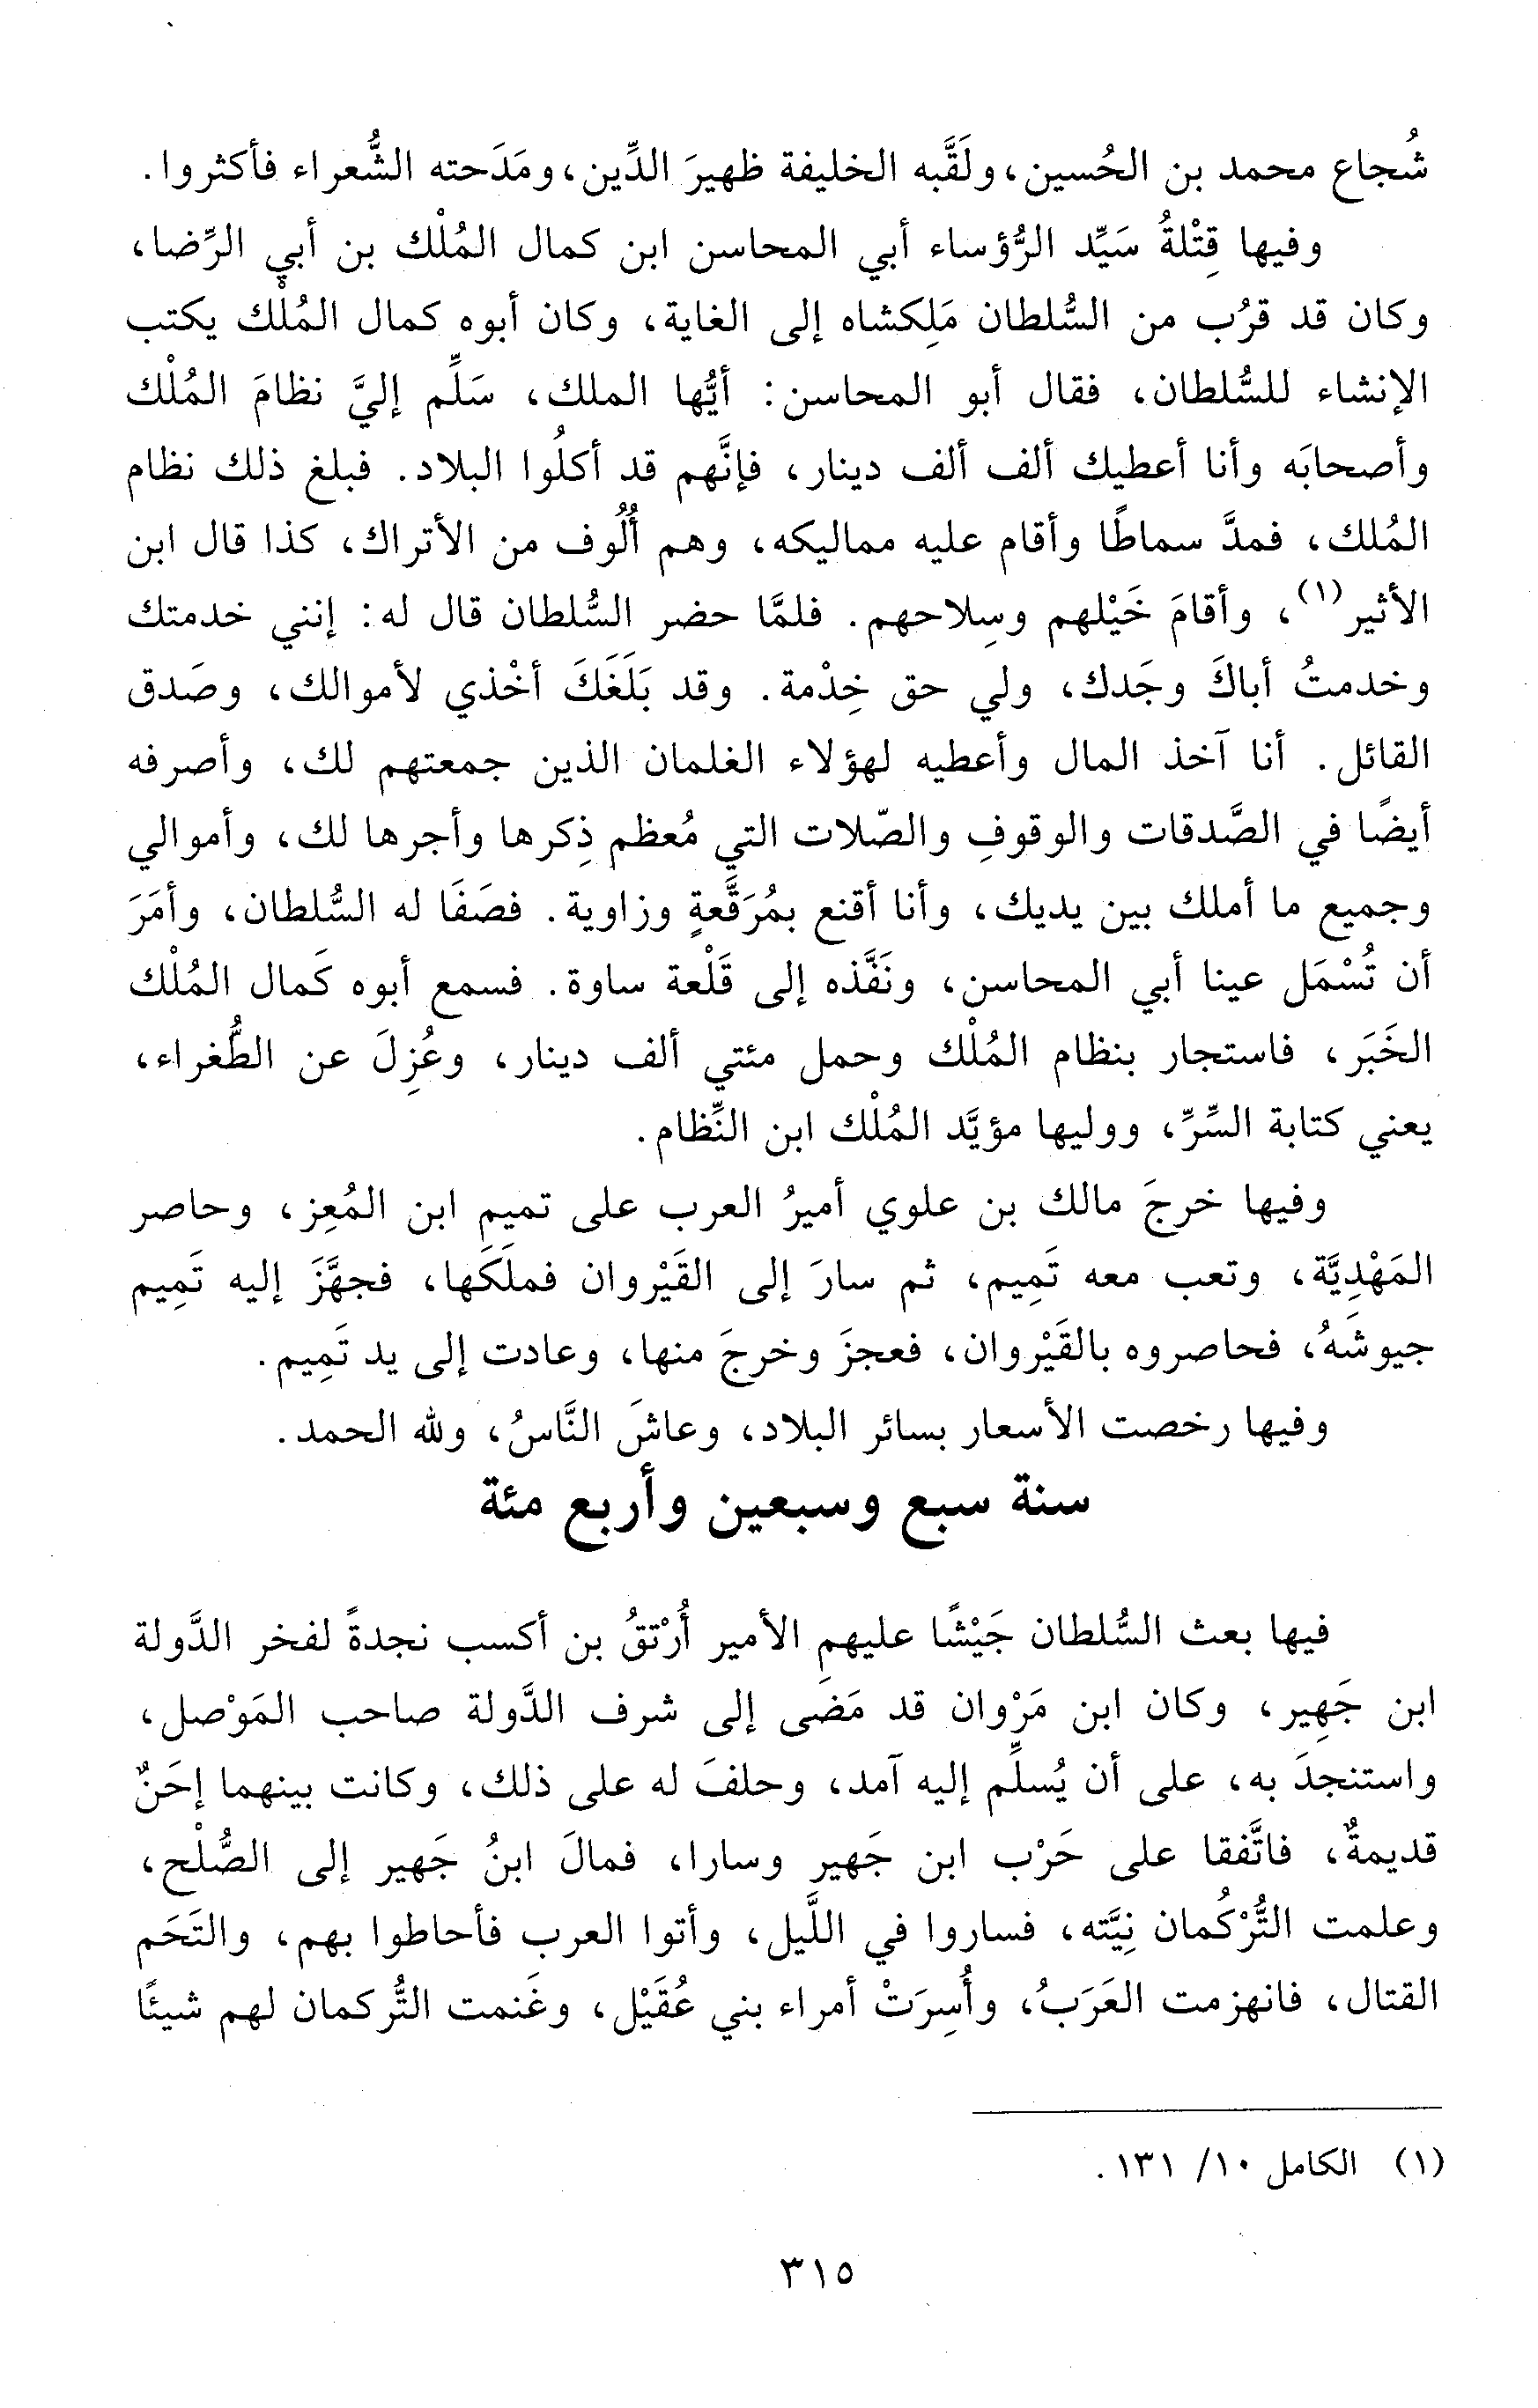 شُجاع محمد بن الحُسين، ولَقَّبه الخليفة ظهيرَ الدِّين، ومَدَحته الشُّعراء فأكثروا.
وفيها قِتْلةُ سَيِّد الرُّؤساء أبي المحاسن ابن كمال المُلْك بن أبي الرِّضا،
وكان قد قرُب من السُّلطان مَلِكشاه إلى الغاية، وكان أبوه كمال المُلْك يكتب
الإنشاء للسُّلطان، فقال أبو المحاسن: أيُّها الملك، سَلِّم إليَّ نظامَ المُلْك
وأصحابَه وأنا أعطيك ألف ألف دينار، فإنَّهم قد أكلُوا البلاد. فبلغ ذلك نظام
المُلك، فمدَّ سماطًا وأقام عليه مماليكه، وهم أُلُوف من الأتراك، كذا قال ابن
الأثير(١)، وأقامَ خَيْلهم وسِلاحهم. فلمَّا حضر السُّلطان قال له: إنني خدمتك
وخدمتُ أباكَ وجَدك، ولي حق خِدْمة. وقد بَلَغَكَ أخْذي لأموالك، وصَدق
القائل. أنا آخذ المال وأعطيه لهؤلاء الغلمان الذين جمعتهم لك، وأصرفه
أيضًا في الصَّدقات والوقوفِ والصّلات التي مُعظم ذِكرها وأجرها لك، وأموالي
وجميع ما أملك بين يديك، وأنا أقنع بمُرَقَّعةٍ وزاوية. فصَفَا له السُّلطان، وأمَرَ
أن تُسْمَل عينا أبي المحاسن، ونَفَّذه إلى قَلْعة ساوة. فسمع أبوه كَمال المُلْك
الخَبَر، فاستجار بنظام المُلْك وحمل مئتي ألف دينار، وعُزِلَ عن الطُّغراء،
يعني كتابة السِّرِّ، ووليها مؤيَّد المُلْك ابن النِّظام.
وفيها خرجَ مالك بن علوي أميرُ العرب على تميم ابن المُعِز، وحاصر
المَهْدِيَّة، وتعب معه تَمِيم، ثم سارَ إلى القَيْروان فملَكَها، فجهَّزَ إليه تَمِيم
جيوشَهُ، فحاصروه بالقَيْروان، فعجزَ وخرجَ منها، وعادت إلى يد تَمِيم.
وفيها رخصت الأسعار بسائر البلاد، وعاشَ النَّاسُ، ولله الحمد.
سنة سبع وسبعين وأربع مئة
فيها بعث السُّلطان جَيْشًا عليهم الأمير أُرْتقُ بن أكسب نجدةً لفخر الدَّولة
ابن جَهِير، وكان ابن مَرْوان قد مَضَى إلى شرف الدَّولة صاحب المَوْصل،
واستنجدَ به، على أن يُسلِّم إليه آمد، وحلفَ له على ذلك، وكانت بينهما إحَنٌ
قديمةٌ، فاتَّفقا على حَرْب ابن جَهير وسارا، فمالَ ابنُ جَهير إلى الصُّلْح،
وعلمت التُّرْكُمان نِيَّته، فساروا في اللَّيل، وأتوا العرب فأحاطوا بهم، والتَحَم
القتال، فانهزمت العَرَبُ، وأُسِرَتْ أمراء بني عُقَيْل، وغَنمت التُّركمان لهم شيئًا
(١) الكامل ١٠/ ١٣١.
٣١٥